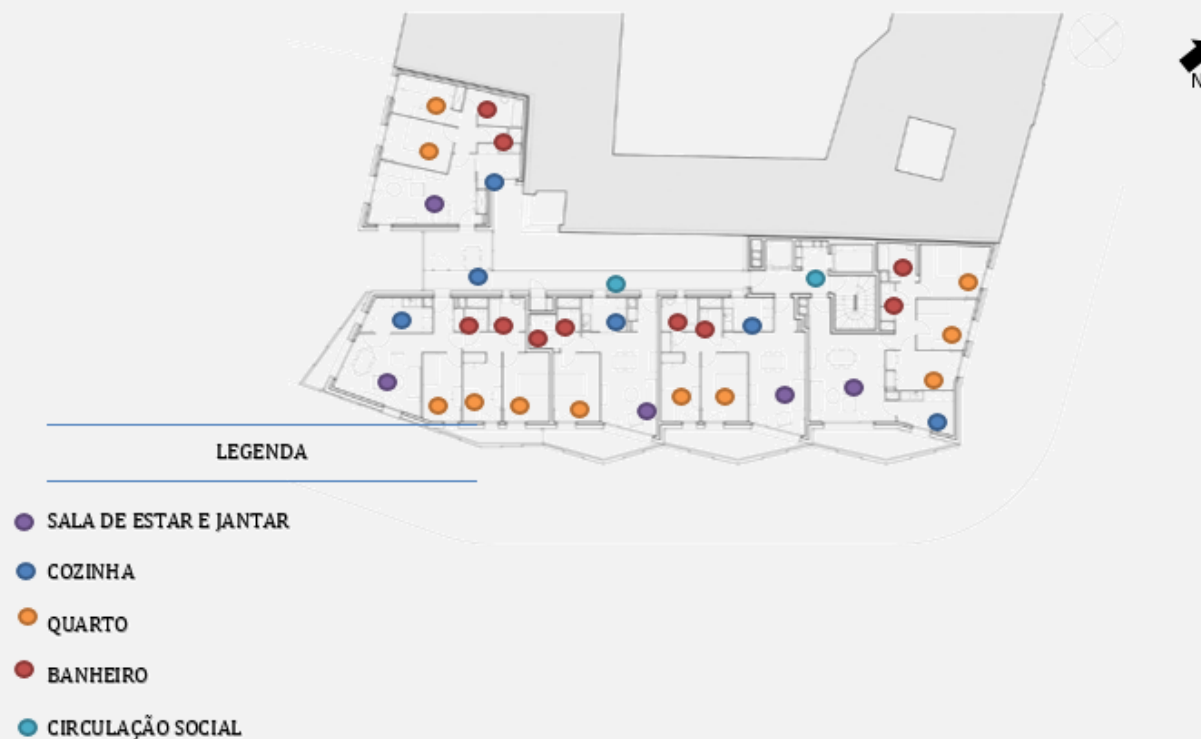 N
LEGENDA
SALA DE ESTAR E JANTAR
COZINHA
QUARTO
BANHEIRO
CIRCULAÇÃO SOCIAL